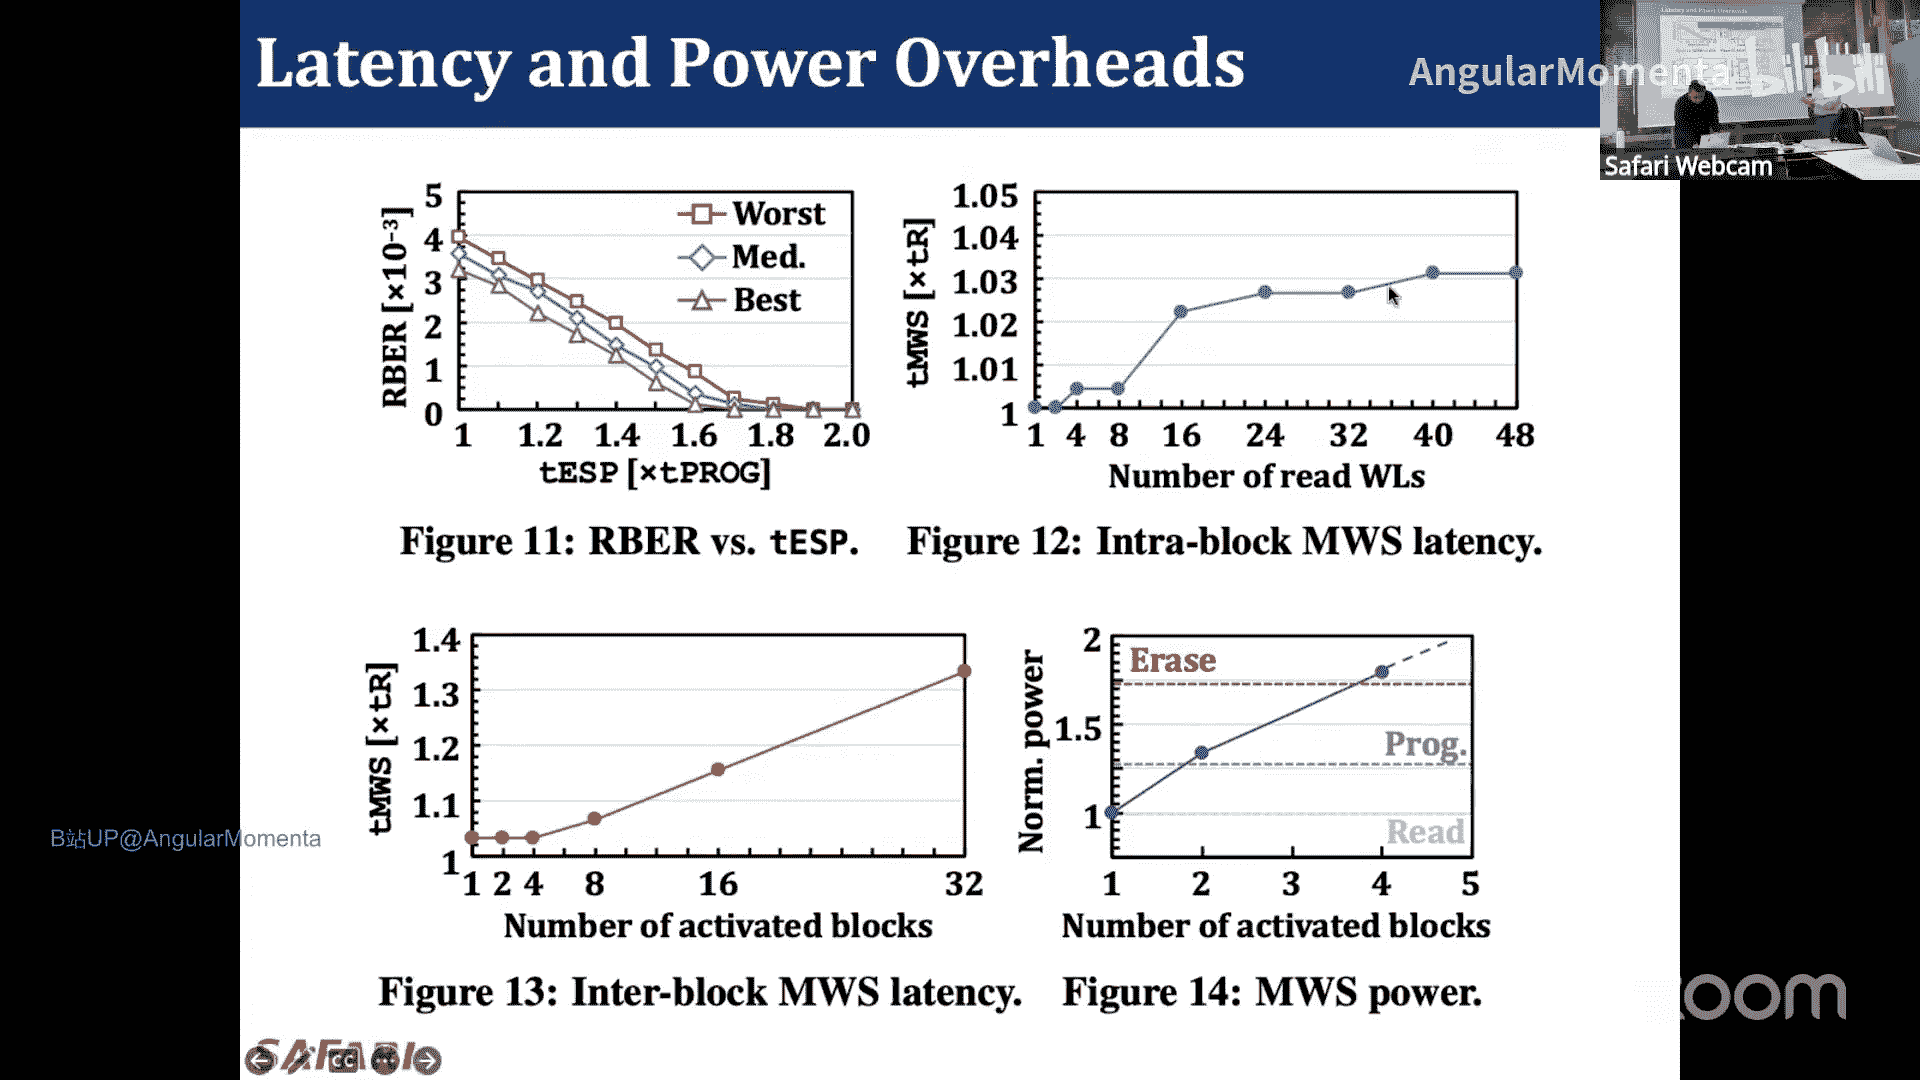 Latency and Power Overheads
AngularMomenta
bilibili
Safari Webcam
5
4
3
2
1
0
RBER [×10⁻³]
Worst
Med.
Best
1 1.2 1.4 1.6 1.8 2.0
tESP [×tPROG]
Figure 11: RBER vs. tESP.
1.05
1.04
1.03
1.02
1.01
1
tMWS [×tR]
1 4 8 16 24 32 40 48
Number of read WLs
Figure 12: Intra-block MWS latency.
1.4
1.3
1.2
1.1
1
tMWS [×tR]
1 2 4 8 16 32
Number of activated blocks
Figure 13: Inter-block MWS latency.
2
1.5
1
Norm. power
Erase
Prog.
Read
1 2 3 4 5
Number of activated blocks
Figure 14: MWS power.
B站UP@AngularMomenta
zoom
SAFARI
CC